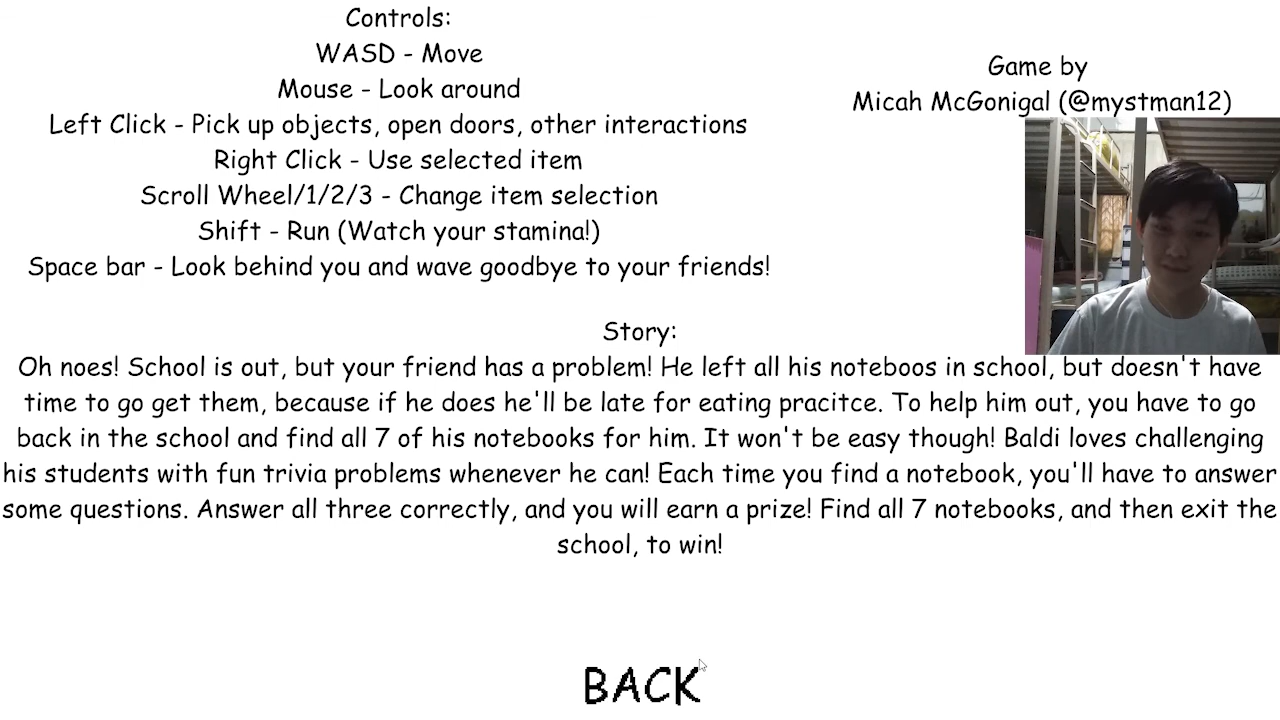 Controls:
WASD - Move
Mouse - Look around
Left Click - Pick up objects, open doors, other interactions
Right Click - Use selected item
Scroll Wheel/1/2/3 - Change item selection
Shift - Run (Watch your stamina!)
Space bar - Look behind you and wave goodbye to your friends!
Game by
Micah McGonigal (@mystman12)
Story:
Oh noes! School is out, but your friend has a problem! He left all his noteboos in school, but doesn't have
time to go get them, because if he does he'll be late for eating pracitce. To help him out, you have to go
back in the school and find all 7 of his notebooks for him. It won't be easy though! Baldi loves challenging
his students with fun trivia problems whenever he can! Each time you find a notebook, you'll have to answer
some questions. Answer all three correctly, and you will earn a prize! Find all 7 notebooks, and then exit the
school, to win!
BACK